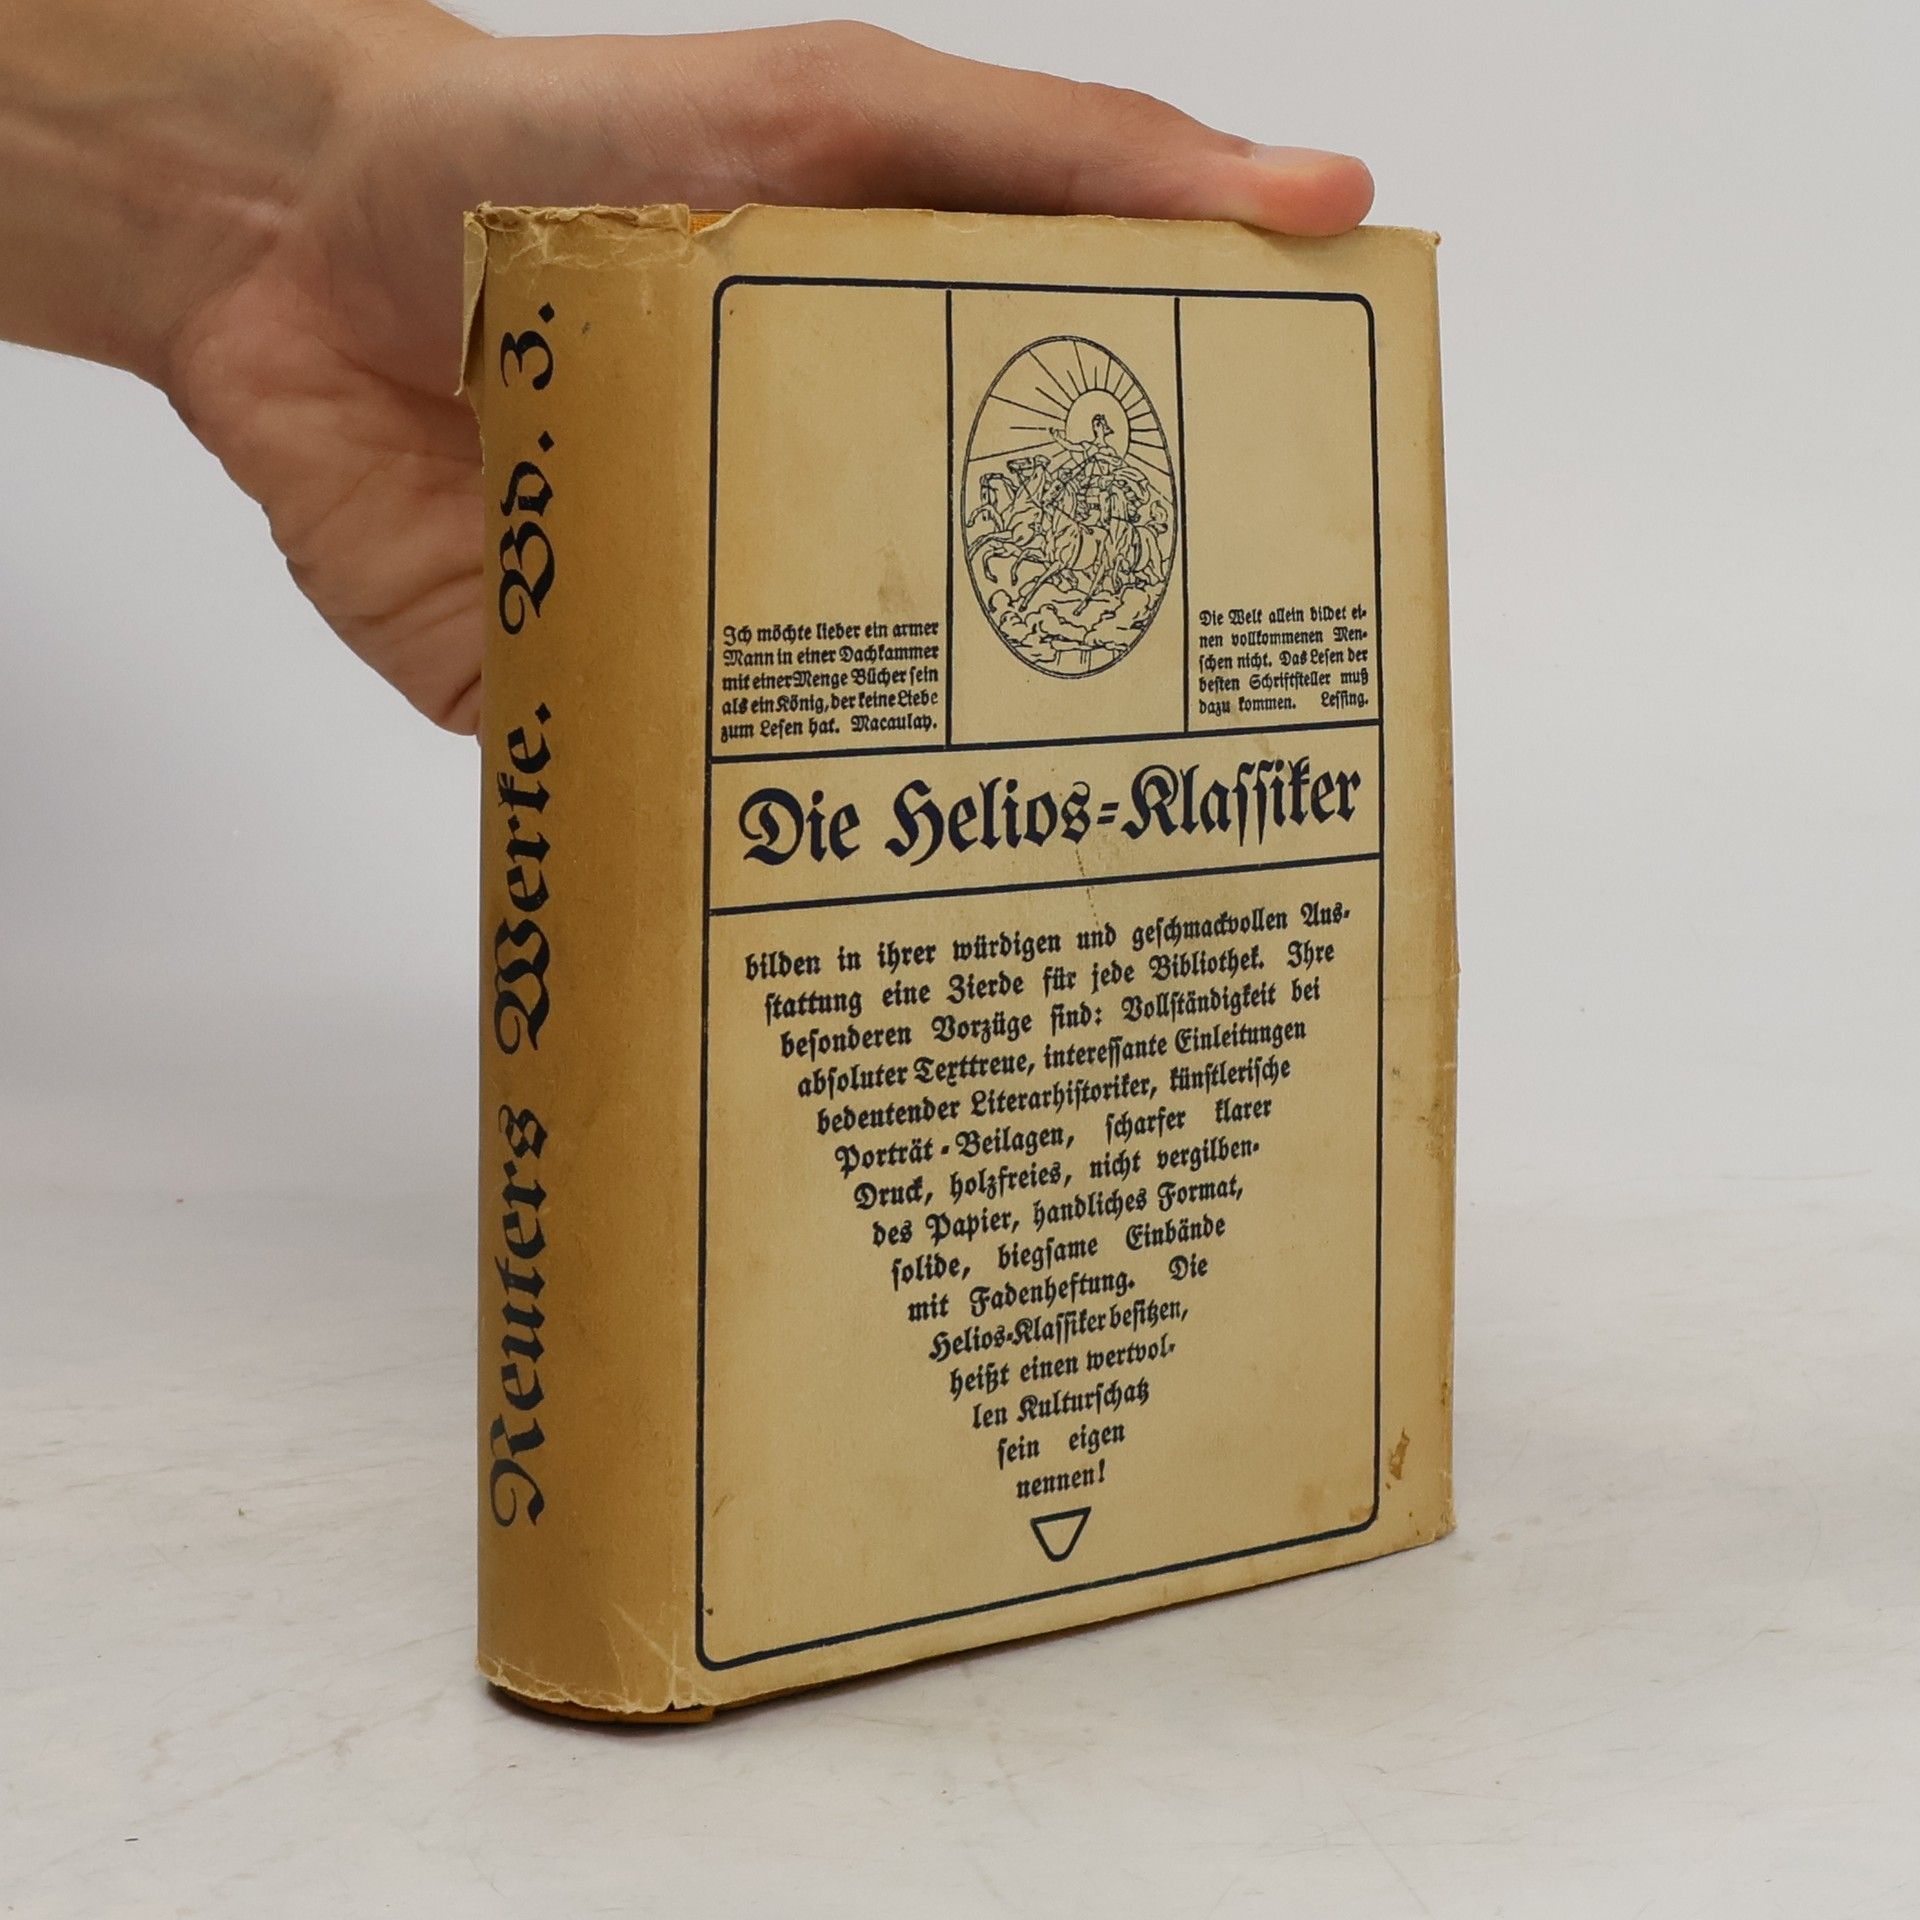 Reuters Werke. Bd. 3.
Ich möchte lieber ein armer
Mann in einer Dachkammer
mit einer Menge Bücher sein
als ein König, der keine Liebe
zum Lesen hat. Macaulay.
Die Welt allein bildet ei-
nen vollkommenen Men-
schen nicht. Das Lesen der
besten Schriftsteller muß
dazu kommen. Lessing.
Die Helios-Klassiker
bilden in ihrer würdigen und geschmackvollen Aus-
stattung eine Zierde für jede Bibliothek. Ihre
besonderen Vorzüge sind: Vollständigkeit bei
absoluter Texttreue, interessante Einleitungen
bedeutender Literarhistoriker, künstlerische
Porträt-Beilagen, scharfer klarer
Druck, holzfreies, nicht vergilben-
des Papier, handliches Format,
solide, biegsame Einbände
mit Fadenheftung. Die
Helios-Klassiker besitzen,
heißt einen wertvol-
len Kulturschatz
sein eigen
nennen!